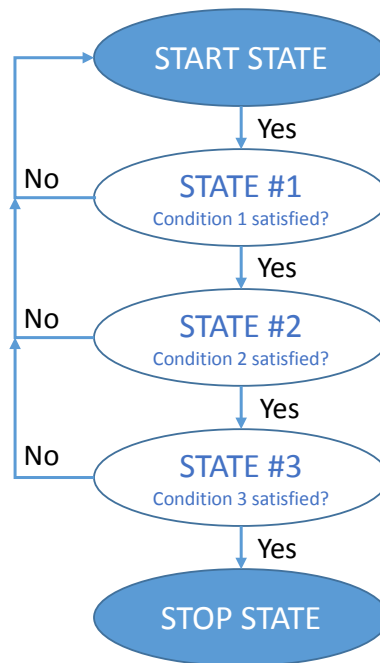 START STATE
Yes
No
STATE #1
Condition 1 satisfied?
Yes
No
STATE #2
Condition 2 satisfied?
Yes
No
STATE #3
Condition 3 satisfied?
Yes
STOP STATE